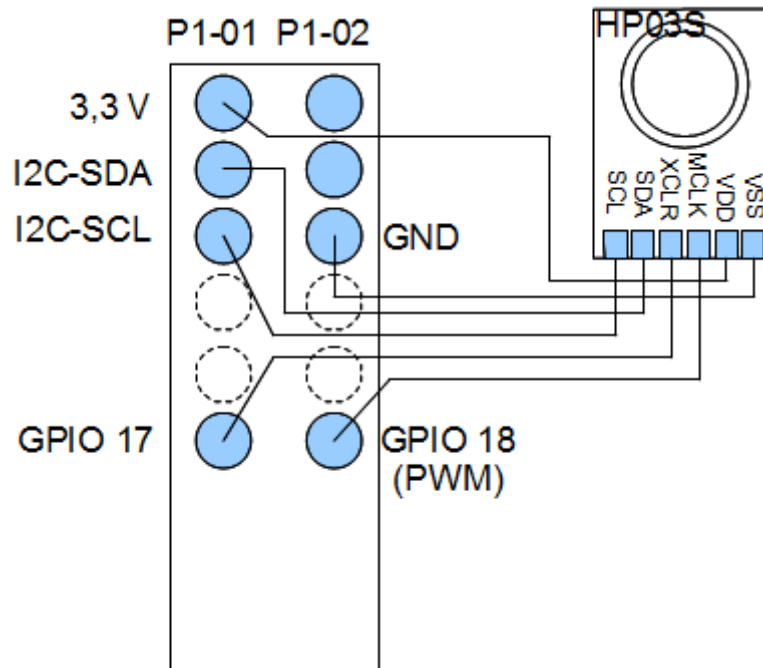 P1-01 P1-02
HP03S
3,3 V
I2C-SDA
I2C-SCL
GND
SCL
SDA
XCLR
MCLK
VDD
VSS
GPIO 17
GPIO 18
(PWM)